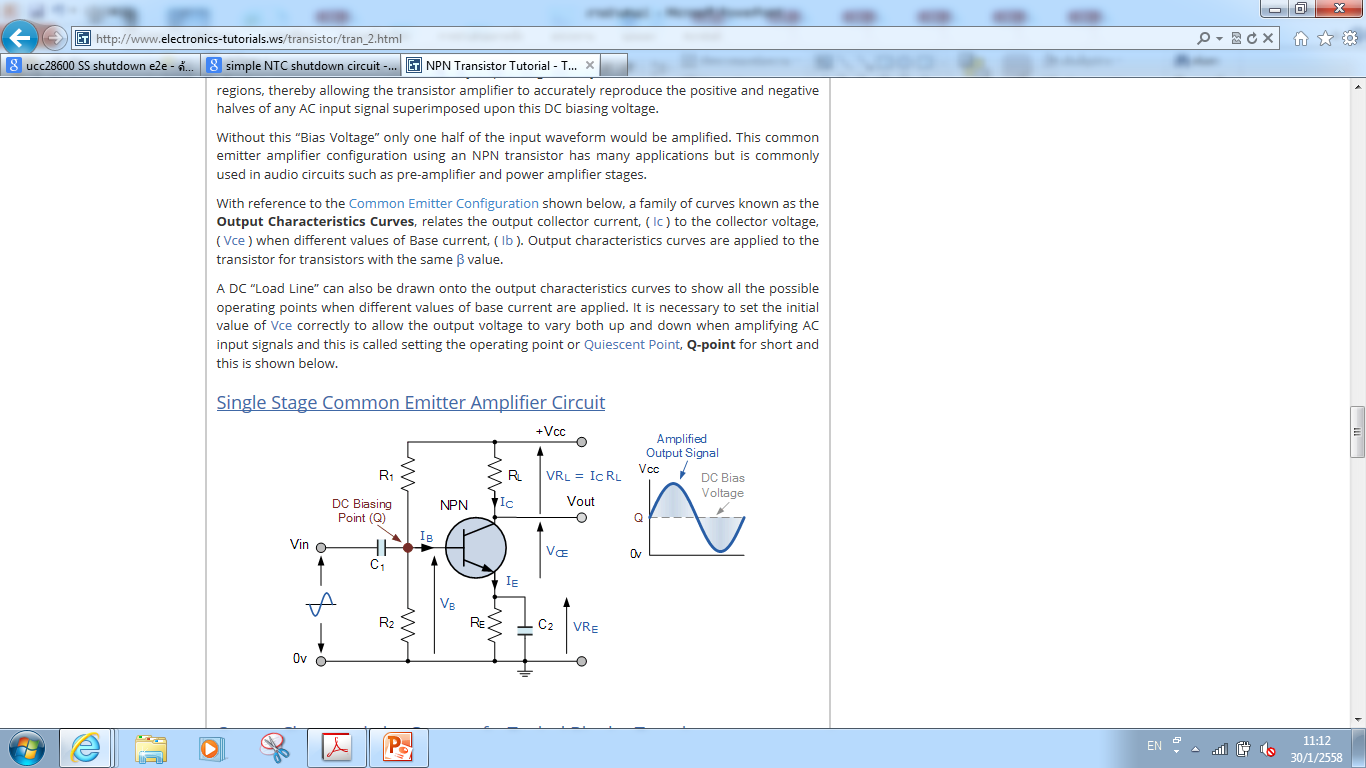 http://www.electronics-tutorials.ws/transistor/tran_2.html
ucc28600 SS shutdown e2e - ค้...
simple NTC shutdown circuit -...
NPN Transistor Tutorial - T...
regions, thereby allowing the transistor amplifier to accurately reproduce the positive and negative
halves of any AC input signal superimposed upon this DC biasing voltage.
Without this “Bias Voltage” only one half of the input waveform would be amplified. This common
emitter amplifier configuration using an NPN transistor has many applications but is commonly
used in audio circuits such as pre-amplifier and power amplifier stages.
With reference to the Common Emitter Configuration shown below, a family of curves known as the
Output Characteristics Curves, relates the output collector current, ( Ic ) to the collector voltage,
( Vce ) when different values of Base current, ( Ib ). Output characteristics curves are applied to the
transistor for transistors with the same β value.
A DC “Load Line” can also be drawn onto the output characteristics curves to show all the possible
operating points when different values of base current are applied. It is necessary to set the initial
value of Vce correctly to allow the output voltage to vary both up and down when amplifying AC
input signals and this is called setting the operating point or Quiescent Point, Q-point for short and
this is shown below.
Single Stage Common Emitter Amplifier Circuit
+Vcc
R1
RL
VRL = IC RL
DC Biasing
Point (Q)
NPN
IC
Vout
Vin
C1
IB
VCE
IE
VB
R2
RE
C2
VRE
0v
Amplified
Output Signal
Vcc
DC Bias
Voltage
Q
0v
EN
11:12
30/1/2558